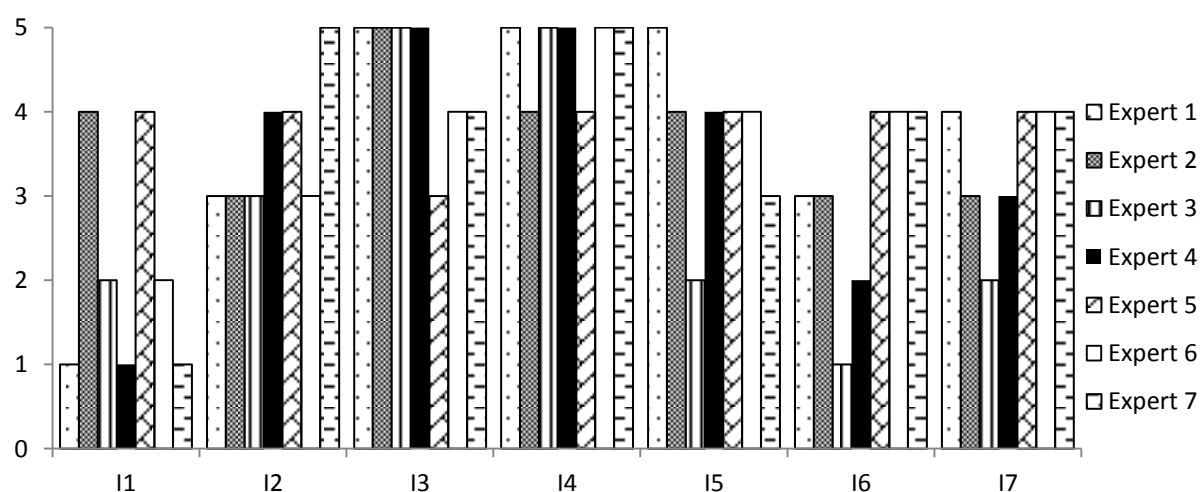 5
4
3
2
1
0
I1 I2 I3 I4 I5 I6 I7
Expert 1
Expert 2
Expert 3
Expert 4
Expert 5
Expert 6
Expert 7